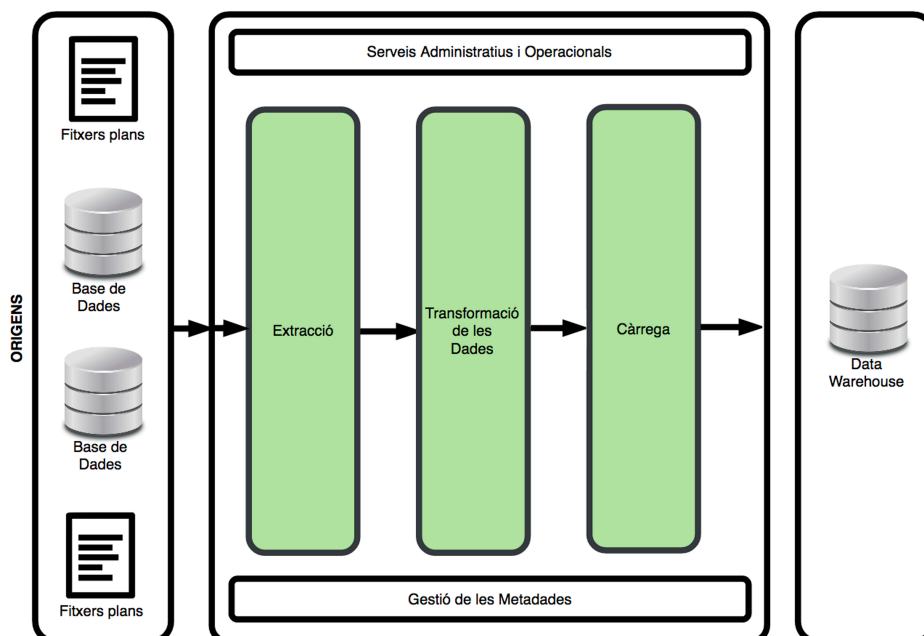 ORIGENS
Fitxers plans
Base de
Dades
Base de
Dades
Fitxers plans
Serveis Administratius i Operacionals
Extracció
Transformació
de les
Dades
Càrrega
Gestió de les Metadades
Data
Warehouse